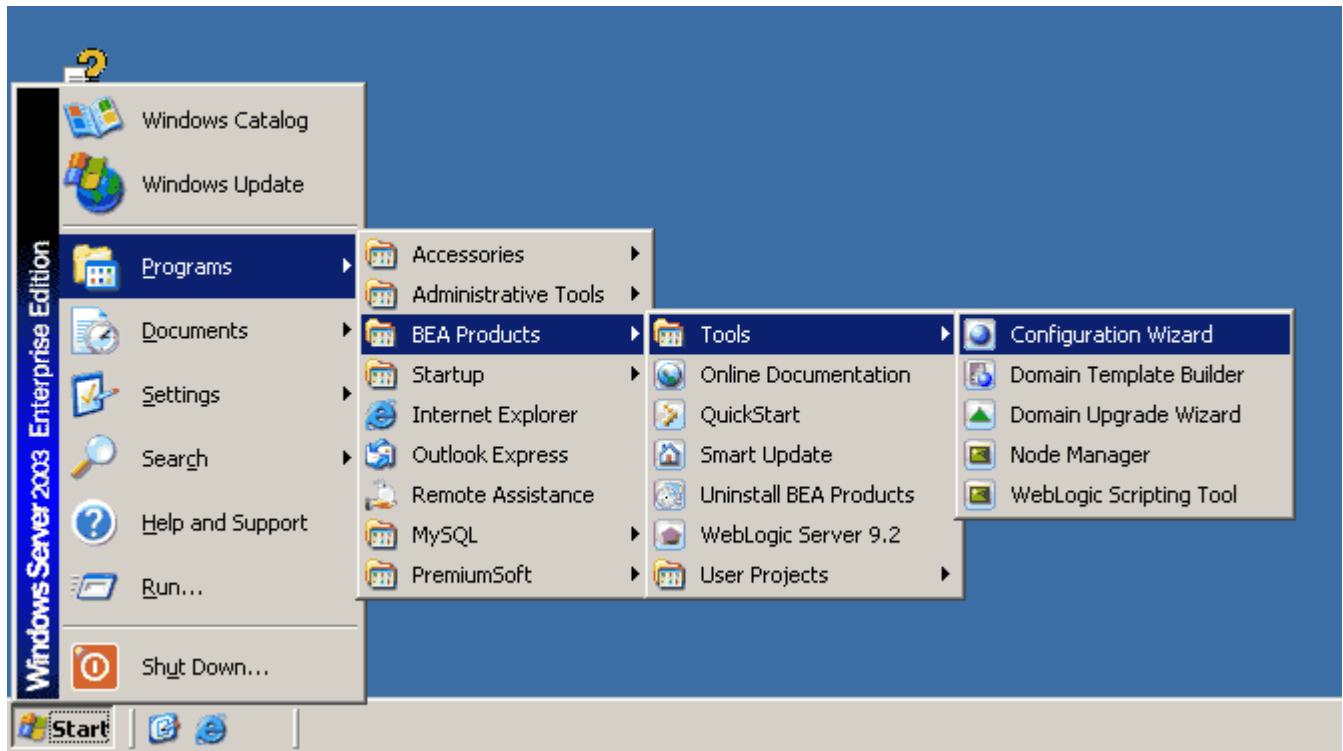 Windows Server 2003 Enterprise Edition
Windows Catalog
Windows Update
Programs
Documents
Settings
Search
Help and Support
Run...
Shut Down...
Accessories
Administrative Tools
BEA Products
Startup
Internet Explorer
Outlook Express
Remote Assistance
MySQL
PremiumSoft
Tools
Online Documentation
QuickStart
Smart Update
Uninstall BEA Products
WebLogic Server 9.2
User Projects
Configuration Wizard
Domain Template Builder
Domain Upgrade Wizard
Node Manager
WebLogic Scripting Tool
Start